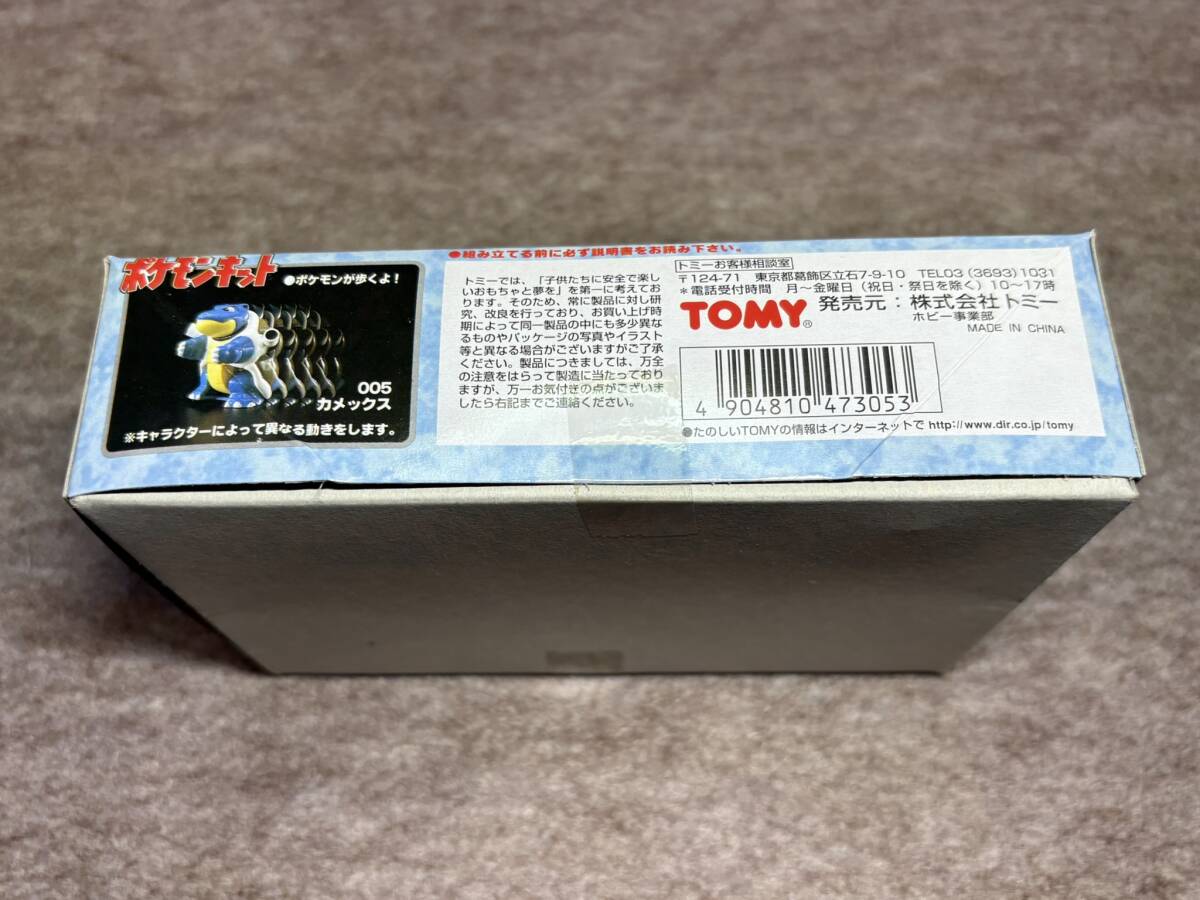 ポケモンキット
●ポケモンが歩くよ!
005
カメックス
※キャラクターによって異なる動きをします。
●組み立てる前に必ず説明書をお読み下さい。
トミーでは、「子供たちに安全で楽し
いおもちゃと夢を」を第一に考えてお
ります。そのため、常に製品に対し研
究、改良を行っており、お買い上げ時
期によって同一製品の中にも多少異な
るものやパッケージの写真やイラスト
等と異なる場合がございますがご了承
ください。製品につきましては、万全
の注意をはらって製造に当たっており
ますが、万一お気付きの点がございま
したら右記までご連絡ください。
トミーお客様相談室
〒124-71 東京都葛飾区立石7-9-10 TEL03(3693)1031
*電話受付時間 月~金曜日(祝日・祭日を除く)10~17時
TOMY® 発売元:株式会社トミー
ホビー事業部
MADE IN CHINA
4 904810 473053
●たのしいTOMYの情報はインターネットで http://www.dir.co.jp/tomy